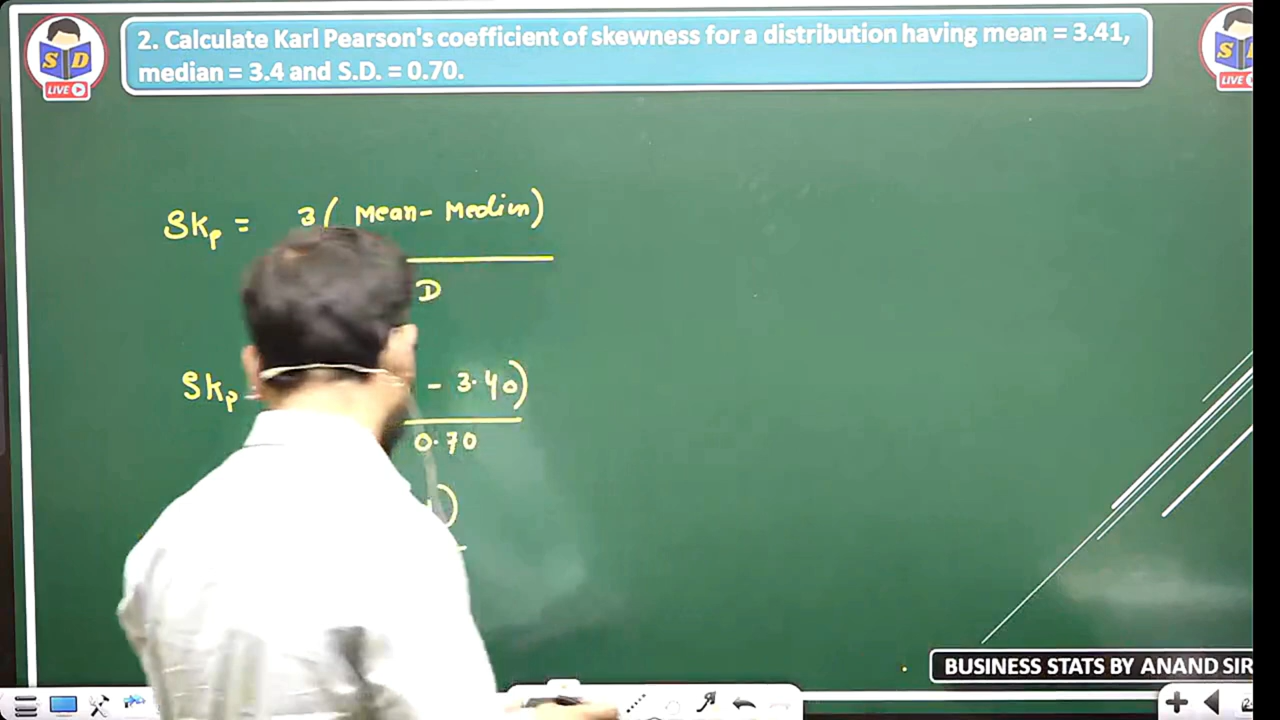 2. Calculate Karl Pearson's coefficient of skewness for a distribution having mean = 3.41,
median = 3.4 and S.D. = 0.70.
S D
LIVE
S
LIVE
Skp = 3( Mean - Median)
D
Skp - 3.40)
0.70
)
BUSINESS STATS BY ANAND SIR